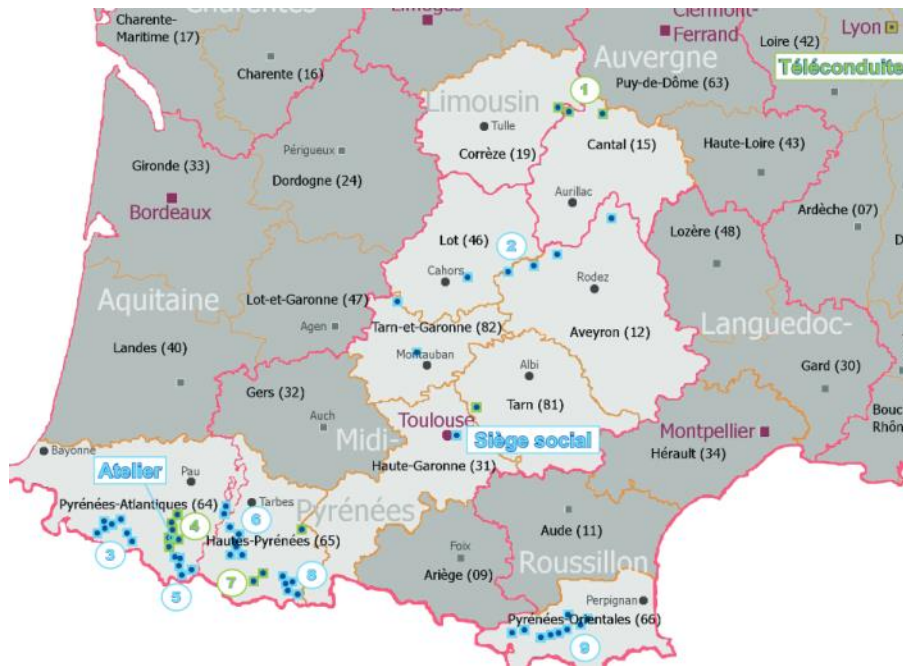 Charentes
Limoges
Charente-
Maritime (17)
Clermont-
Ferrand
Loire (42)
Lyon
Téléconduite
Charente (16)
Auvergne
Puy-de-Dôme (63)
1
Limousin
Tulle
Corrèze (19)
Cantal (15)
Haute-Loire (43)
Périgueux
Gironde (33)
Dordogne (24)
Bordeaux
Aurillac
Ardèche (07)
D
Lot (46)
2
Lozère (48)
Cahors
Rodez
Aquitaine
Lot-et-Garonne (47)
Agen
Tarn-et-Garonne (82)
Aveyron (12)
Languedoc-
Landes (40)
Montauban
Albi
Gard (30)
Gers (32)
Tarn (81)
Auch
Bouc
Rhôn
Toulouse
Midi-
Siège social
Montpellier
Hérault (34)
Bayonne
Atelier
Pau
Haute-Garonne (31)
Tarbes
Pyrénées-Atlantiques (64)
Pyrénées
6
4
3
Hautes-Pyrénées (65)
Aude (11)
Foix
Roussillon
Ariège (09)
7
8
5
Perpignan
Pyrénées-Orientales (66)
9